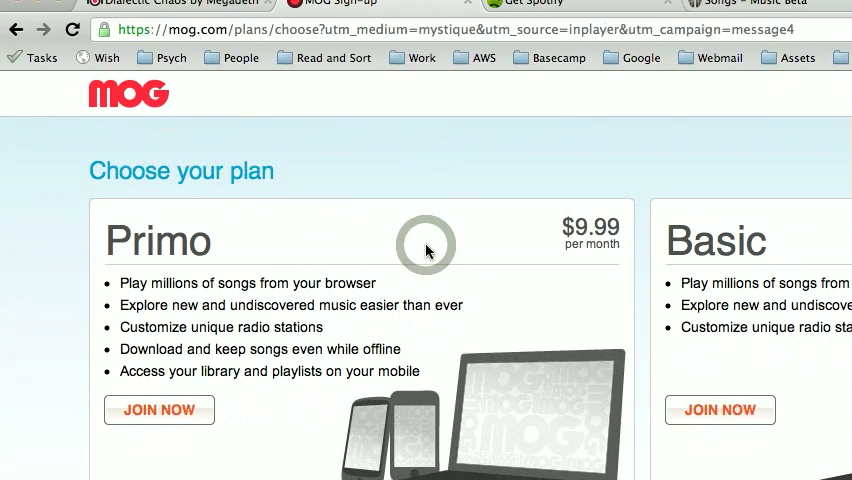 Dialectic Chaos by Megadeth
MOG Sign-up
Get Spotify
Songs - Music Beta
https://mog.com/plans/choose?utm_medium=mystique&utm_source=inplayer&utm_campaign=message4
Tasks Wish Psych People Read and Sort Work AWS Basecamp Google Webmail Assets
MOG
Choose your plan
Primo
$9.99
per month
Play millions of songs from your browser
Explore new and undiscovered music easier than ever
Customize unique radio stations
Download and keep songs even while offline
Access your library and playlists on your mobile
JOIN NOW
MOG
Basic
Play millions of songs from
Explore new and undiscove
Customize unique radio sta
JOIN NOW